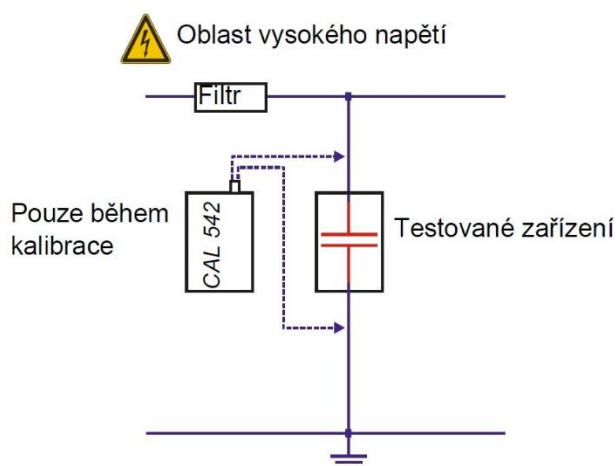 Oblast vysokého napětí
Filtr
Pouze během
kalibrace
CAL 542
Testované zařízení